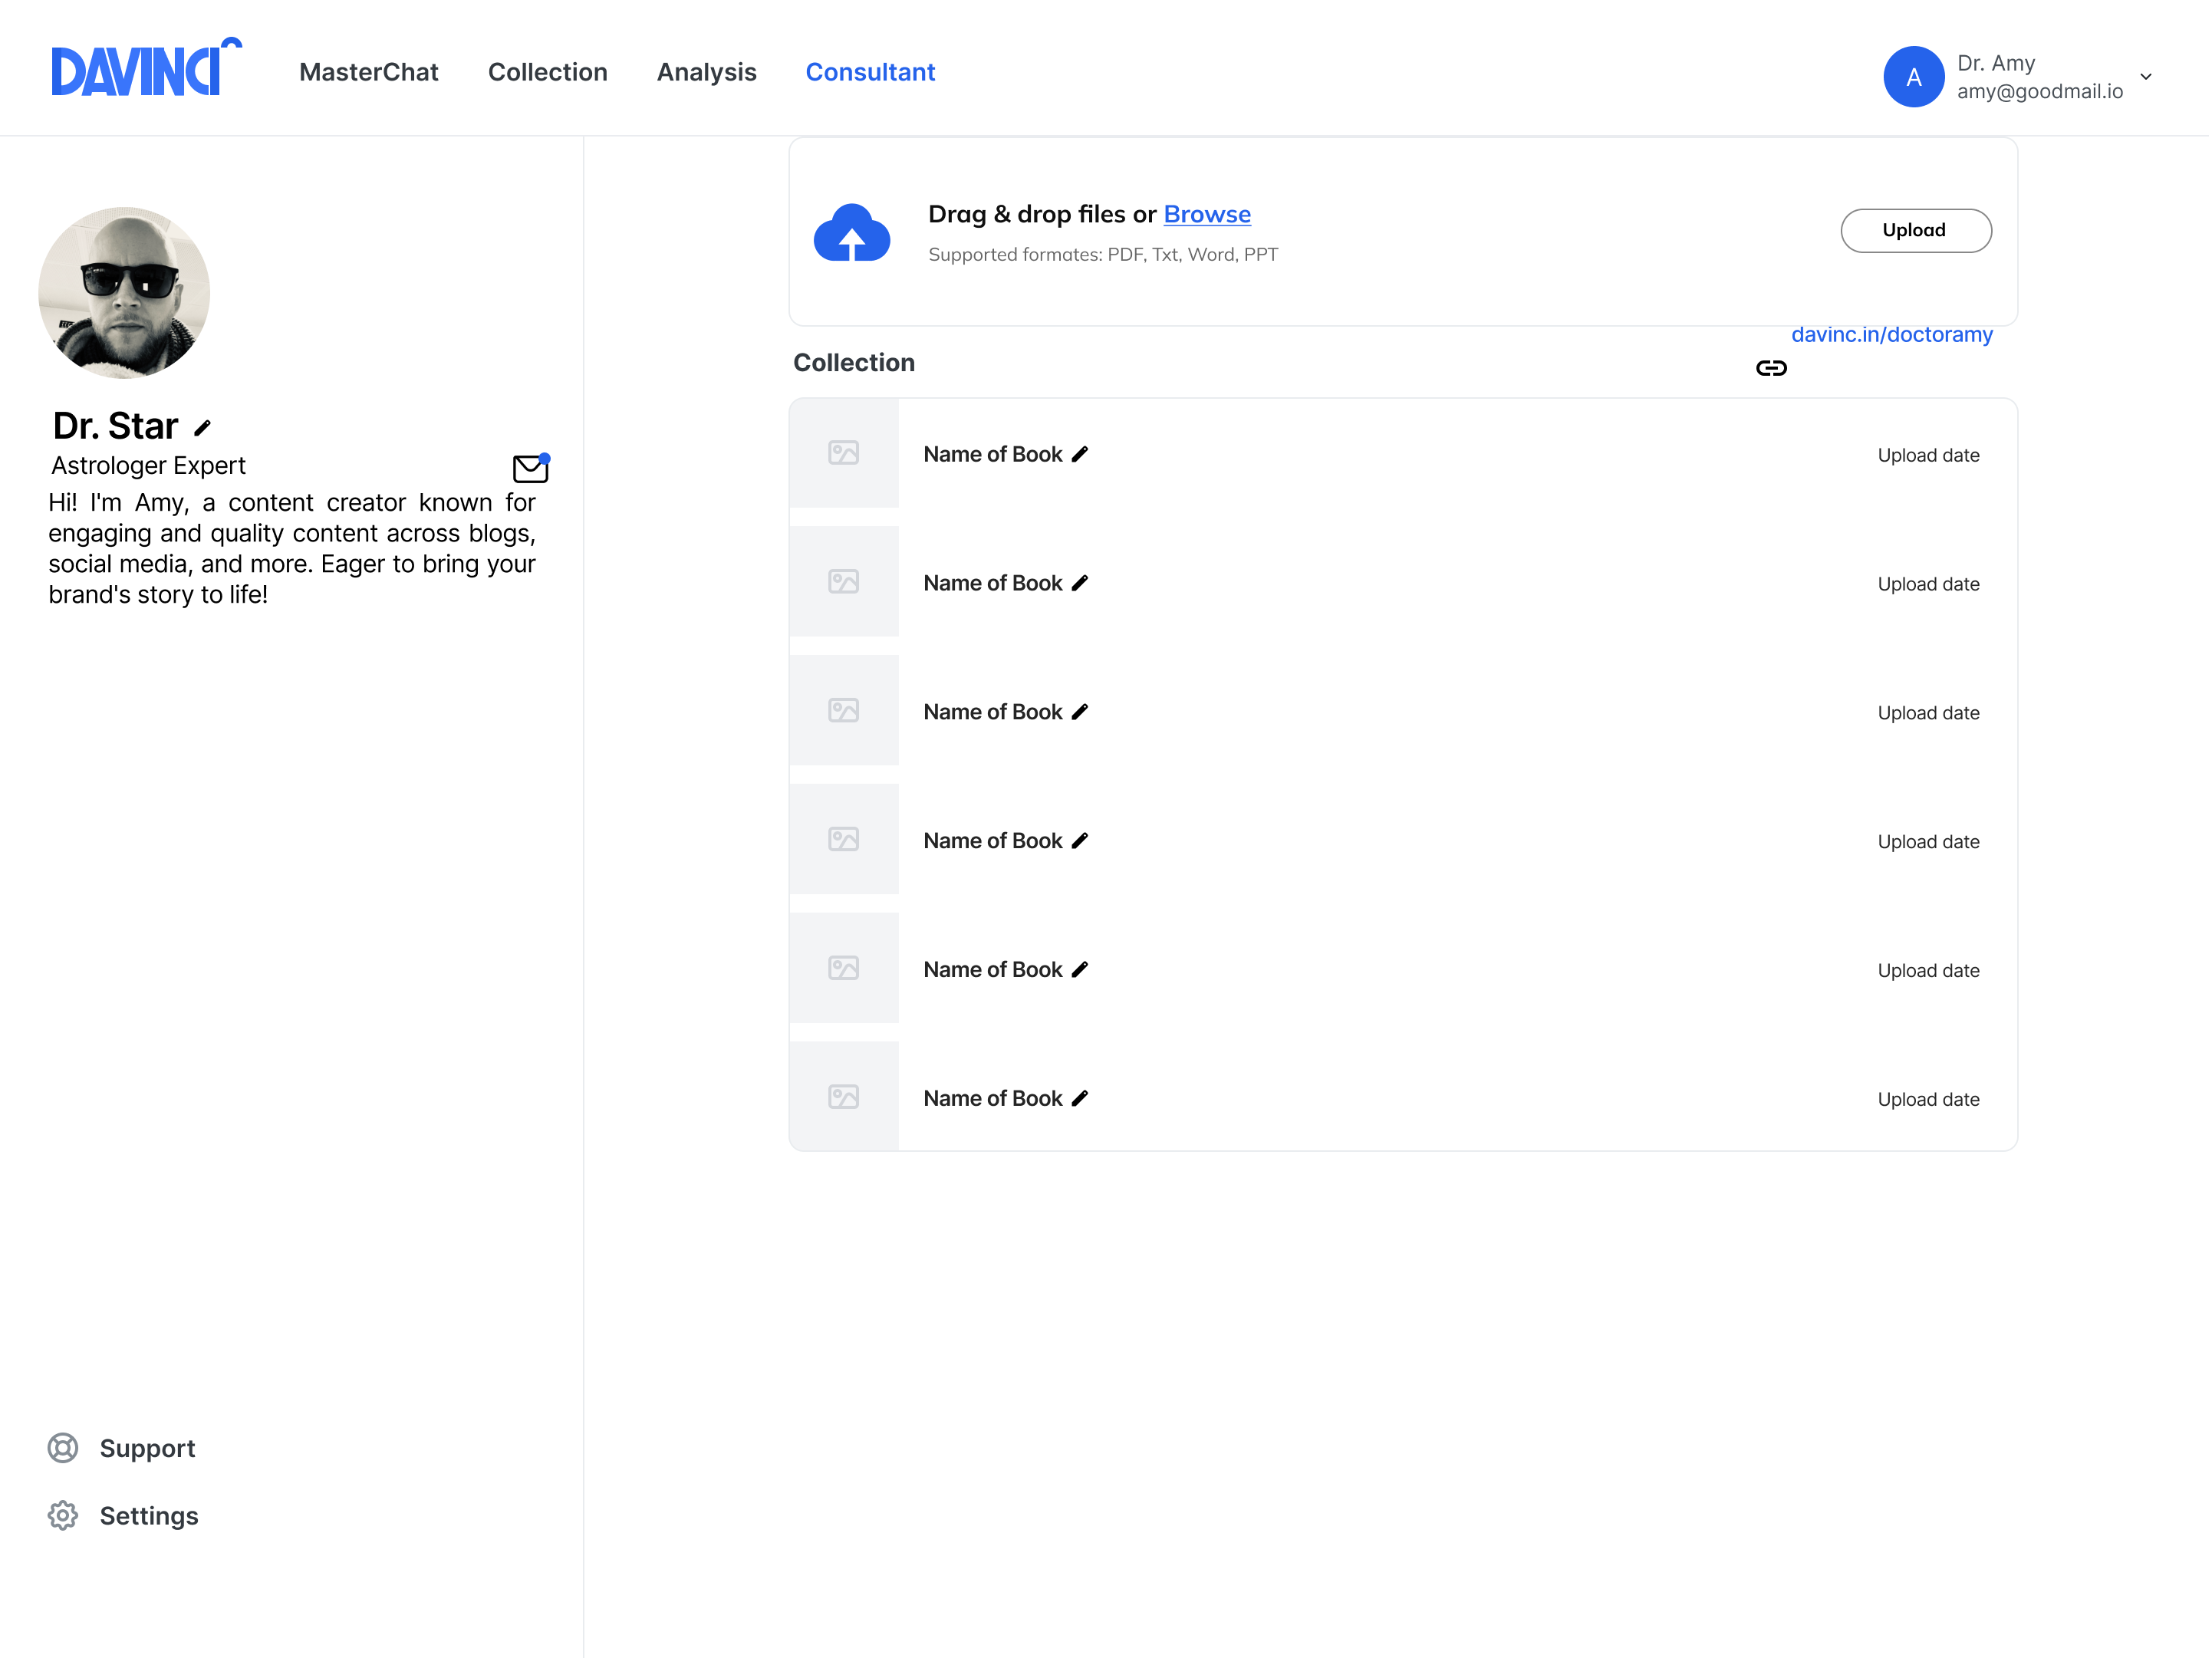 DAVINCI
MasterChat Collection Analysis Consultant
A
Dr. Amy
amy@goodmail.io
Dr. Star
Astrologer Expert
Hi! I'm Amy, a content creator known for
engaging and quality content across blogs,
social media, and more. Eager to bring your
brand's story to life!
Support
Settings
Drag & drop files or Browse
Supported formates: PDF, Txt, Word, PPT
Upload
davinc.in/doctoramy
Collection
Name of Book Upload date
Name of Book Upload date
Name of Book Upload date
Name of Book Upload date
Name of Book Upload date
Name of Book Upload date